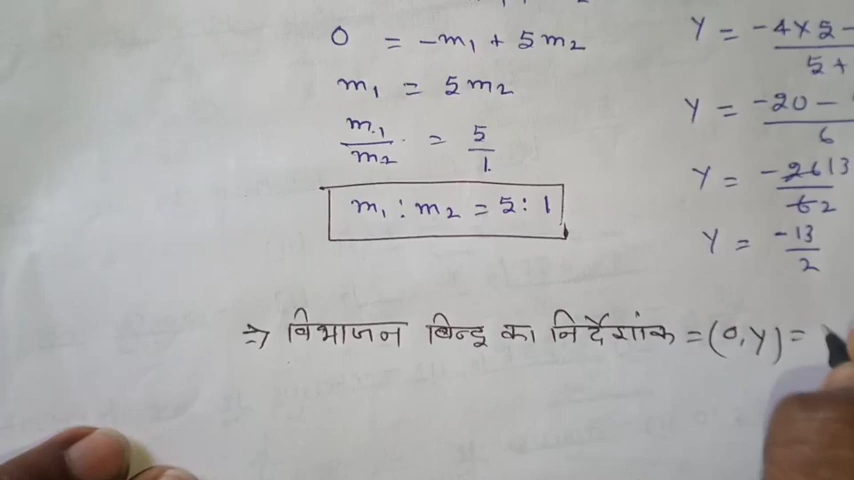 0 = -m1 + 5m2
m1 = 5m2
m1/m2 = 5/1
m1 : m2 = 5 : 1
Y = -4×5-/5+
Y = -20-/6
Y = -26 13/6 2
Y = -13/2
⇒ विभाजन बिन्दू का निर्देशांक = (0, Y) =